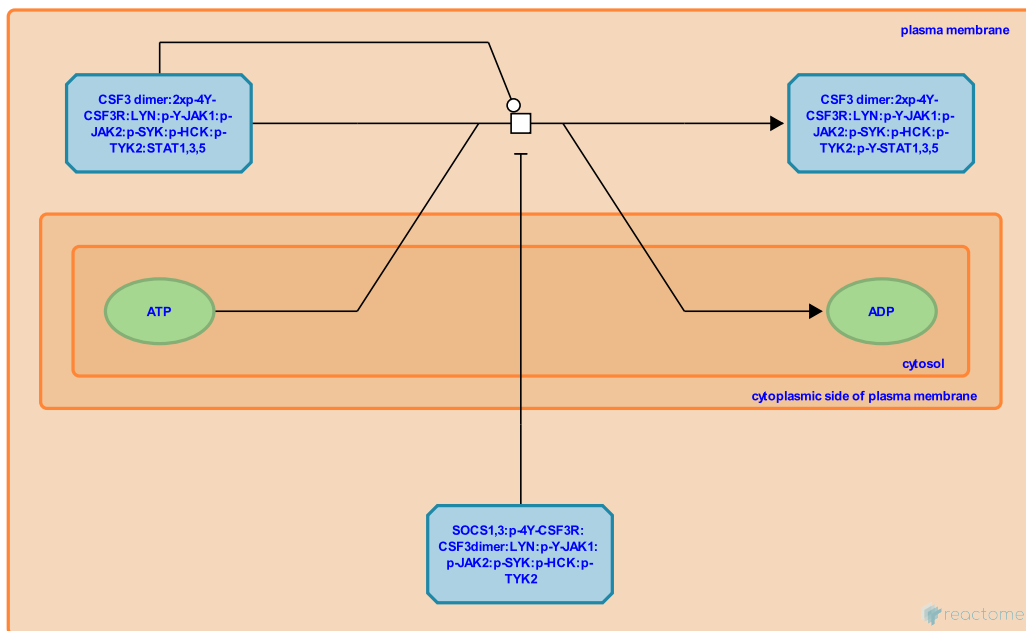 plasma membrane
CSF3 dimer:2xp-4Y-
CSF3R:LYN:p-Y-JAK1:p-
JAK2:p-SYK:p-HCK:p-
TYK2:STAT1,3,5
CSF3 dimer:2xp-4Y-
CSF3R:LYN:p-Y-JAK1:p-
JAK2:p-SYK:p-HCK:p-
TYK2:p-Y-STAT1,3,5
ATP
ADP
cytosol
cytoplasmic side of plasma membrane
SOCS1,3:p-4Y-CSF3R:
CSF3dimer:LYN:p-Y-JAK1:
p-JAK2:p-SYK:p-HCK:p-
TYK2
reactome